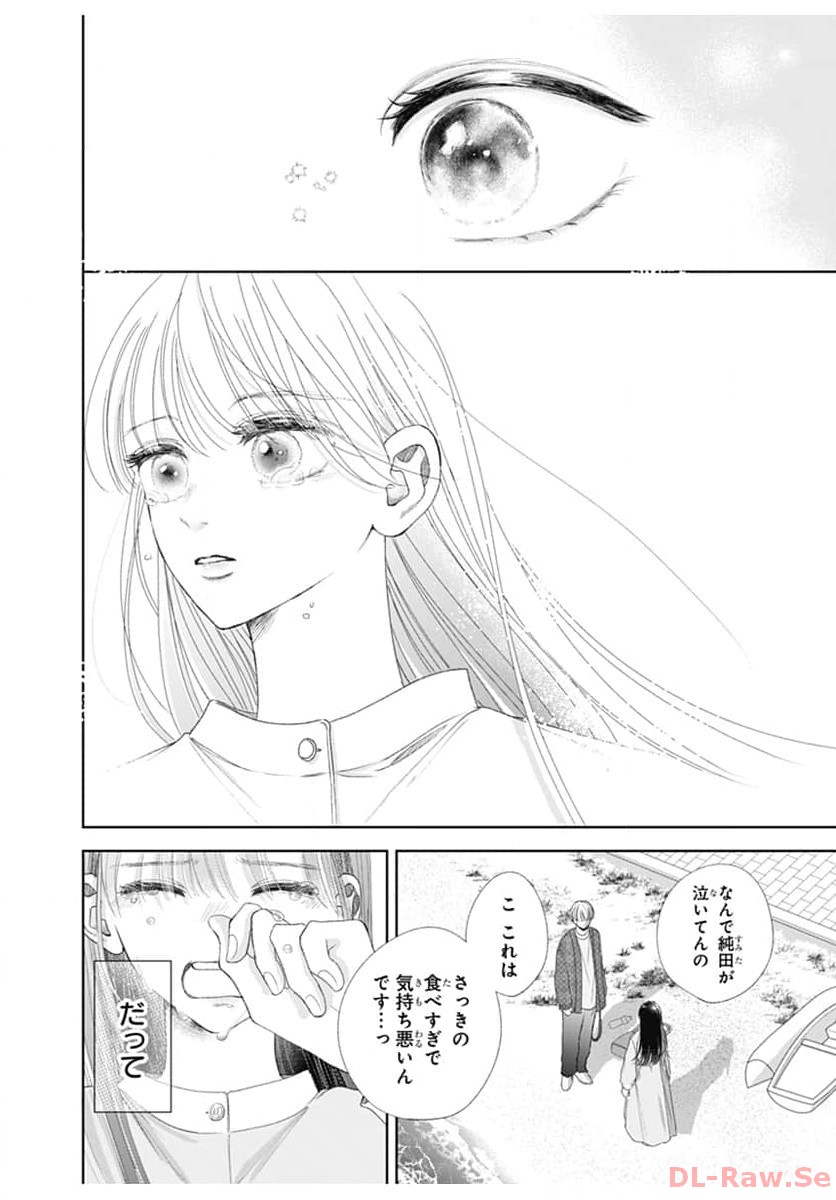 なんで純田が
泣いてんの
こ これは
さっきの
食べすぎで
気持ち悪いん
です…っ
だって
DL-Raw.Se